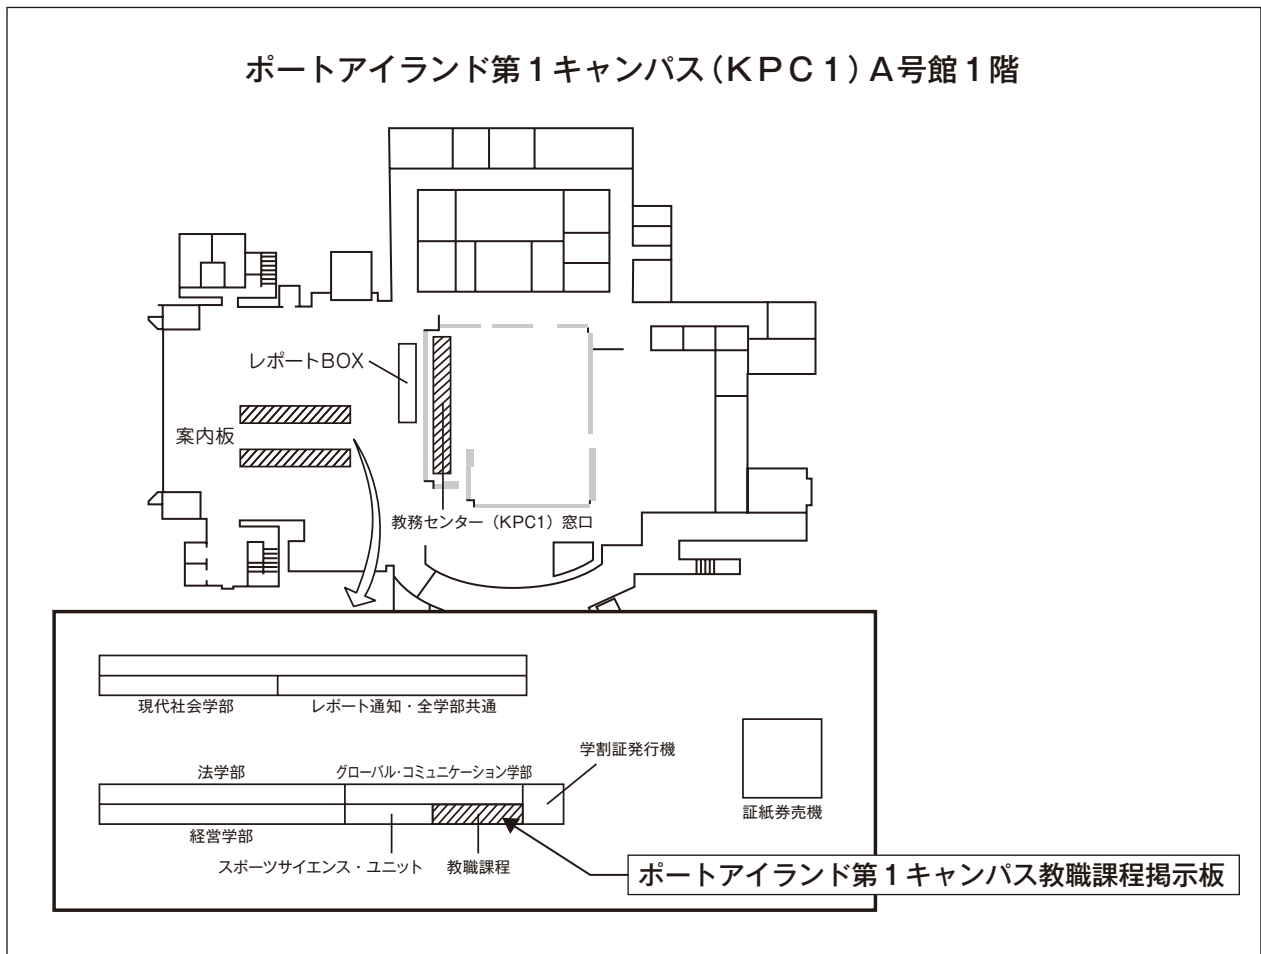 ポートアイランド第1キャンパス(KPC1)A号館1階
レポートBOX
案内板
教務センター(KPC1)窓口
現代社会学部
レポート通知・全学部共通
学割証発行機
法学部
グローバル・コミュニケーション学部
証紙券売機
経営学部
スポーツサイエンス・ユニット
教職課程
ポートアイランド第1キャンパス教職課程掲示板